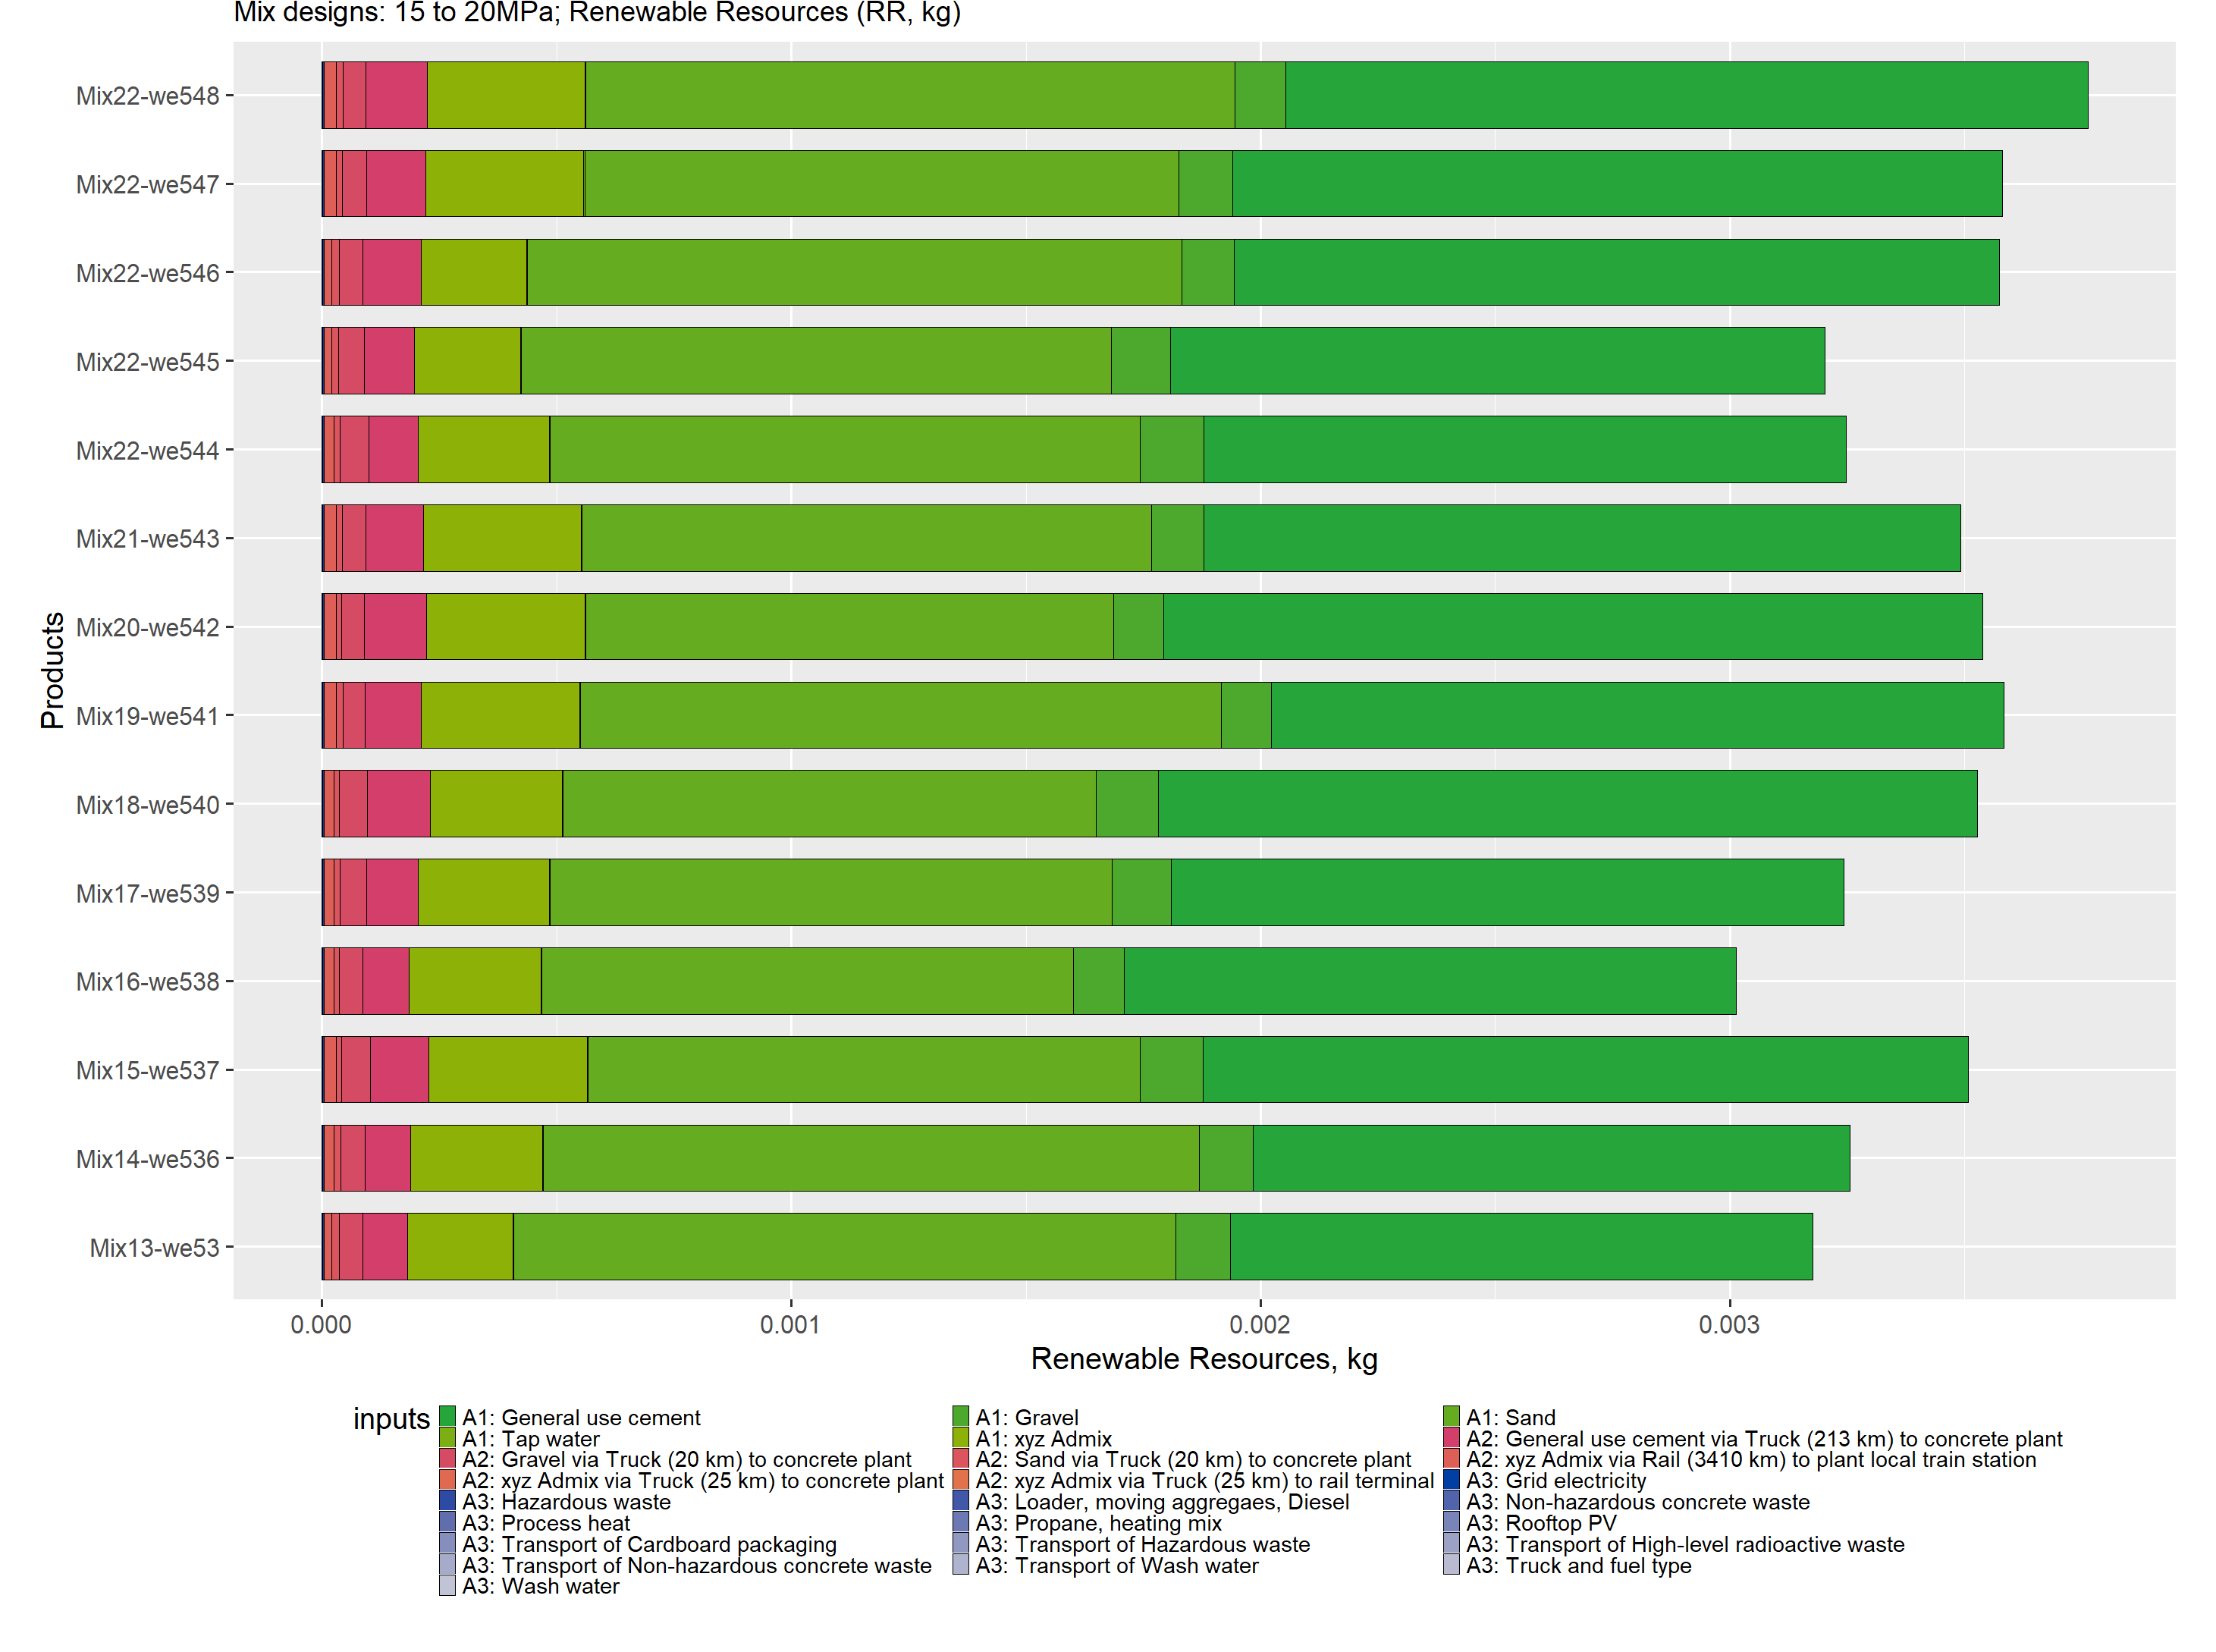 Mix designs: 15 to 20MPa; Renewable Resources (RR, kg)
Products
Mix22-we548
Mix22-we547
Mix22-we546
Mix22-we545
Mix22-we544
Mix21-we543
Mix20-we542
Mix19-we541
Mix18-we540
Mix17-we539
Mix16-we538
Mix15-we537
Mix14-we536
Mix13-we53
0.000 0.001 0.002 0.003
Renewable Resources, kg
inputs
A1: General use cement A1: Gravel A1: Sand
A1: Tap water A1: xyz Admix A2: General use cement via Truck (213 km) to concrete plant
A2: Gravel via Truck (20 km) to concrete plant A2: Sand via Truck (20 km) to concrete plant A2: xyz Admix via Rail (3410 km) to plant local train station
A2: xyz Admix via Truck (25 km) to concrete plant A2: xyz Admix via Truck (25 km) to rail terminal A3: Grid electricity
A3: Hazardous waste A3: Loader, moving aggregaes, Diesel A3: Non-hazardous concrete waste
A3: Process heat A3: Propane, heating mix A3: Rooftop PV
A3: Transport of Cardboard packaging A3: Transport of Hazardous waste A3: Transport of High-level radioactive waste
A3: Transport of Non-hazardous concrete waste A3: Transport of Wash water A3: Truck and fuel type
A3: Wash water